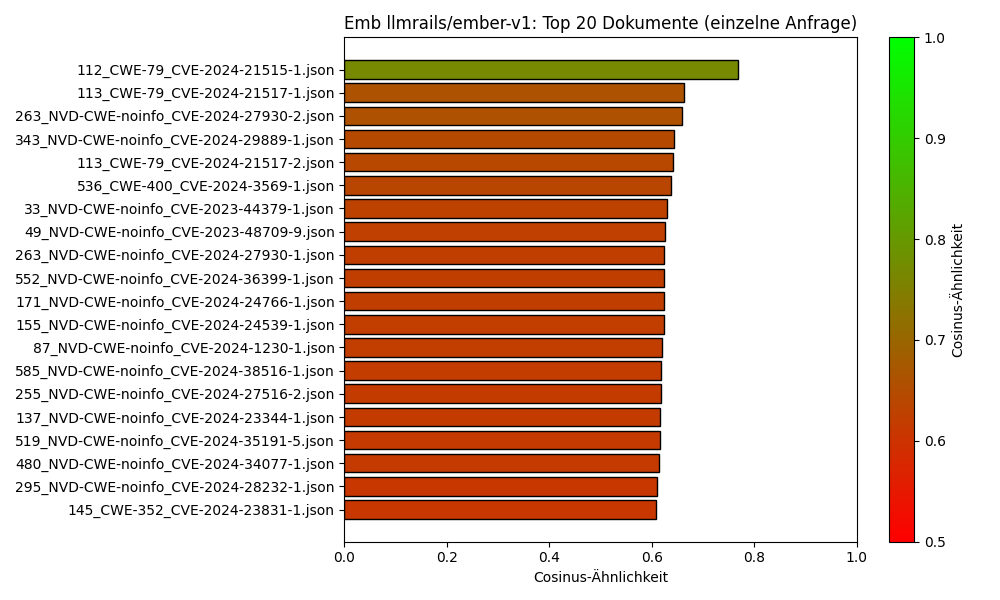 Emb llmrails/ember-v1: Top 20 Dokumente (einzelne Anfrage)
112_CWE-79_CVE-2024-21515-1.json
113_CWE-79_CVE-2024-21517-1.json
263_NVD-CWE-noinfo_CVE-2024-27930-2.json
343_NVD-CWE-noinfo_CVE-2024-29889-1.json
113_CWE-79_CVE-2024-21517-2.json
536_CWE-400_CVE-2024-3569-1.json
33_NVD-CWE-noinfo_CVE-2023-44379-1.json
49_NVD-CWE-noinfo_CVE-2023-48709-9.json
263_NVD-CWE-noinfo_CVE-2024-27930-1.json
552_NVD-CWE-noinfo_CVE-2024-36399-1.json
171_NVD-CWE-noinfo_CVE-2024-24766-1.json
155_NVD-CWE-noinfo_CVE-2024-24539-1.json
87_NVD-CWE-noinfo_CVE-2024-1230-1.json
585_NVD-CWE-noinfo_CVE-2024-38516-1.json
255_NVD-CWE-noinfo_CVE-2024-27516-2.json
137_NVD-CWE-noinfo_CVE-2024-23344-1.json
519_NVD-CWE-noinfo_CVE-2024-35191-5.json
480_NVD-CWE-noinfo_CVE-2024-34077-1.json
295_NVD-CWE-noinfo_CVE-2024-28232-1.json
145_CWE-352_CVE-2024-23831-1.json
0.0 0.2 0.4 0.6 0.8 1.0
Cosinus-Ähnlichkeit
1.0
0.9
0.8
0.7
0.6
0.5
Cosinus-Ähnlichkeit